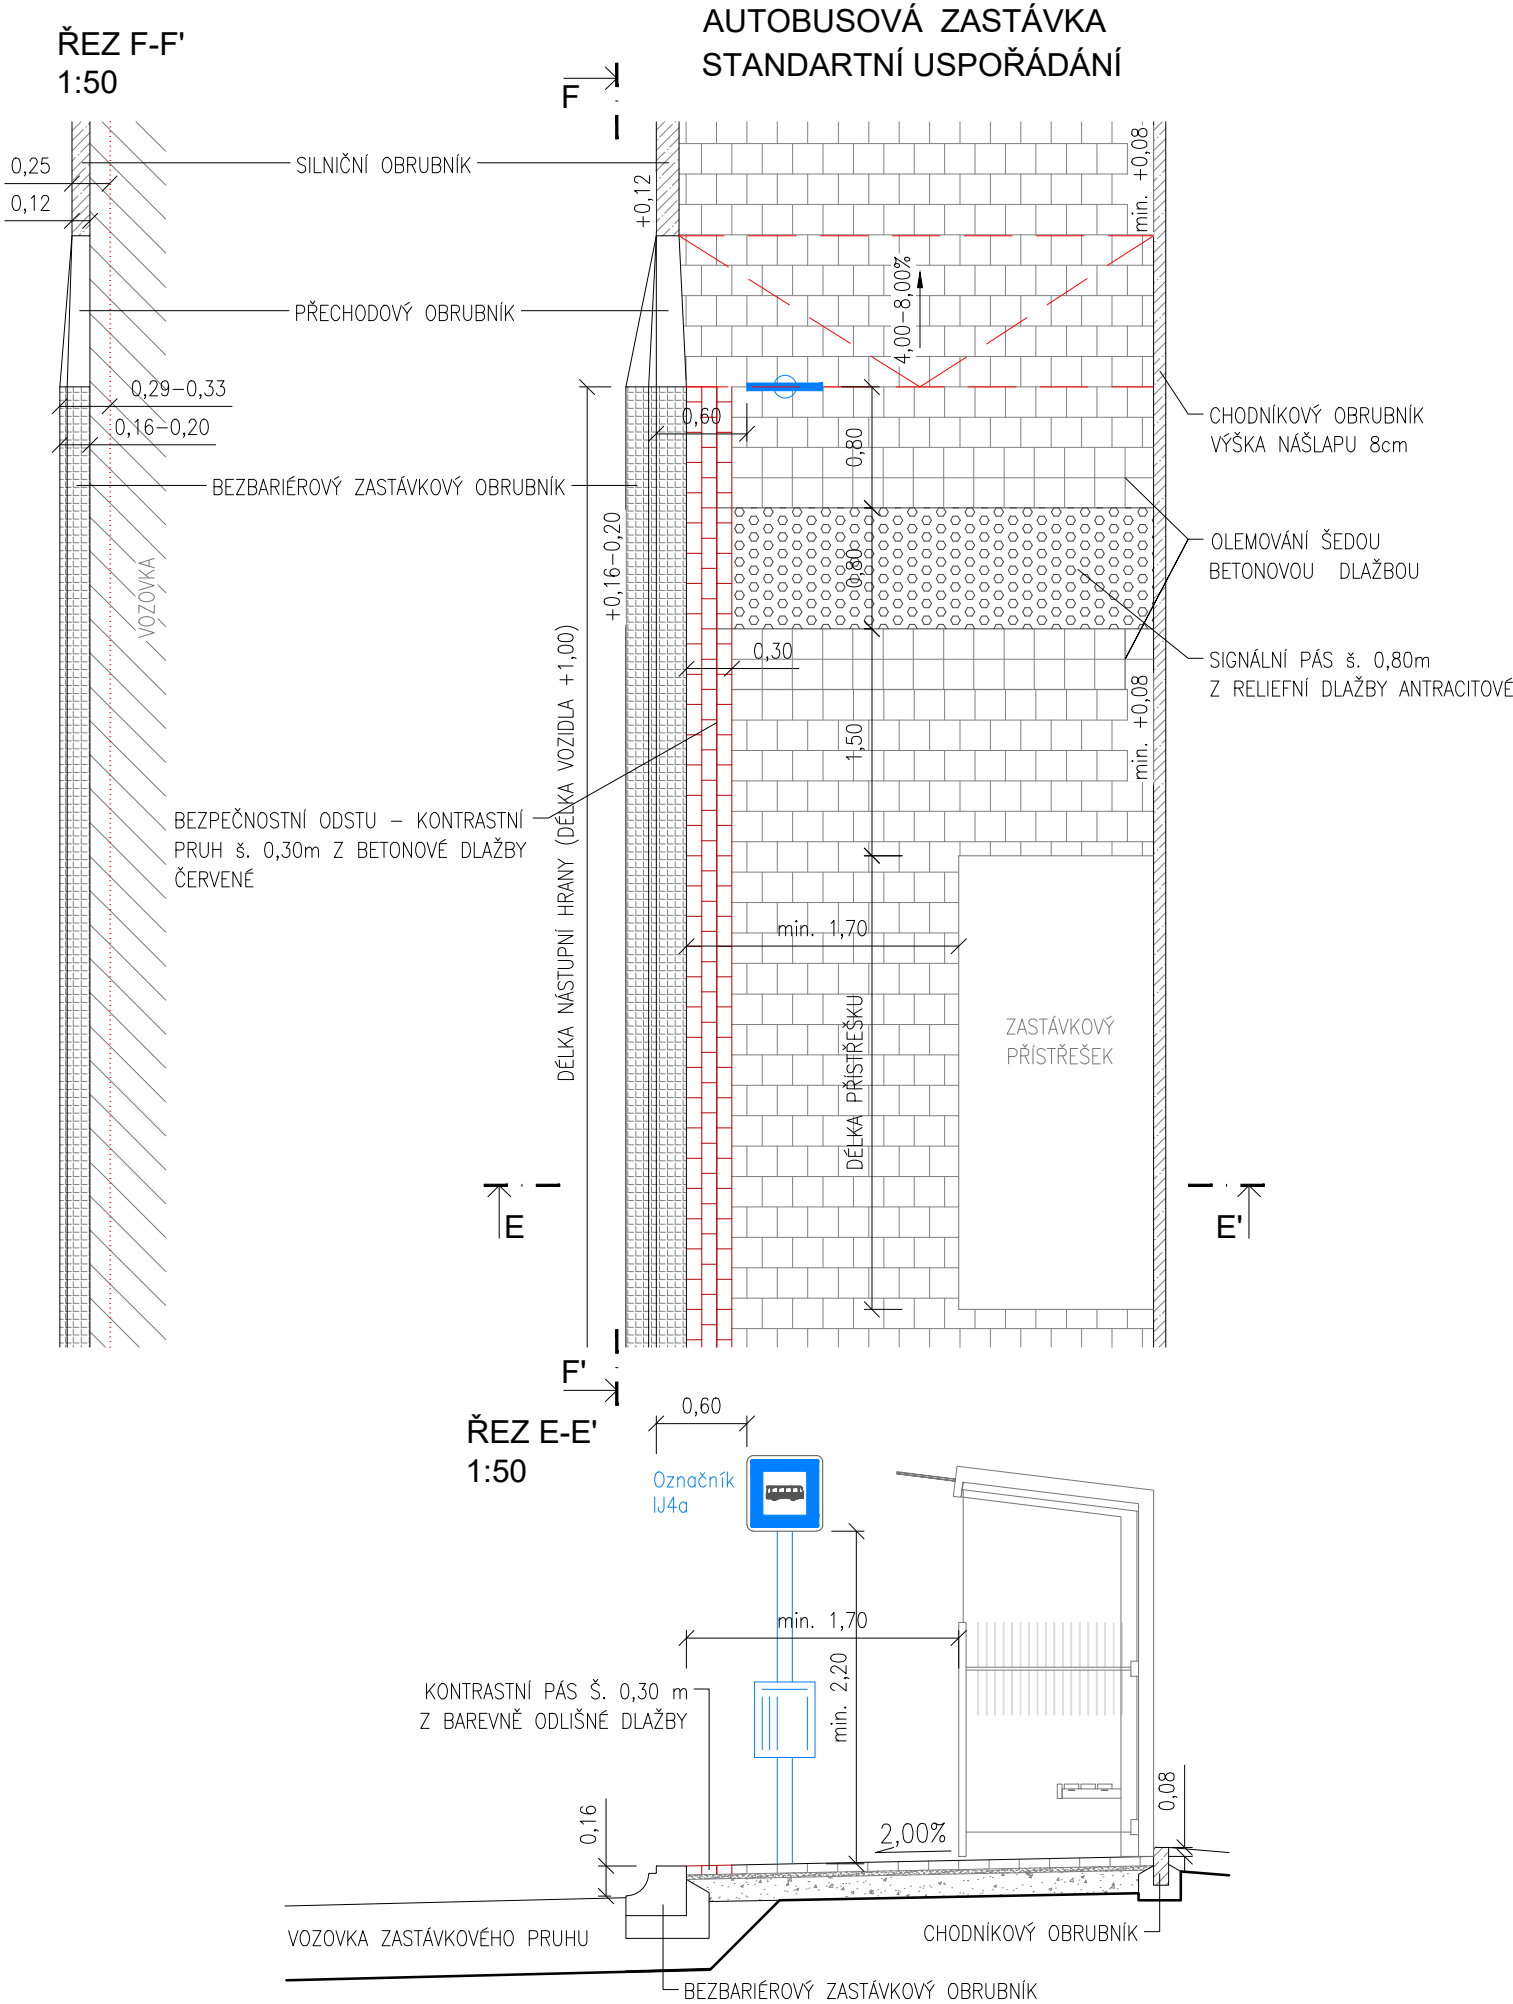 AUTOBUSOVÁ ZASTÁVKA
STANDARTNÍ USPOŘÁDÁNÍ
ŘEZ F-F'
1:50
F
0,25
0,12
SILNIČNÍ OBRUBNÍK
+0,12
min. +0,08
PŘECHODOVÝ OBRUBNÍK
4,00-8,00%
0,29-0,33
0,16-0,20
0,60
0,80
CHODNÍKOVÝ OBRUBNÍK
VÝŠKA NÁŠLAPU 8cm
BEZBARIÉROVÝ ZASTÁVKOVÝ OBRUBNÍK
+0,16-0,20
VOZOVKA
0,80
OLEMOVÁNÍ ŠEDOU
BETONOVOU DLAŽBOU
0,30
SIGNÁLNÍ PÁS š. 0,80m
Z RELIEFNÍ DLAŽBY ANTRACITOVÉ
min. +0,08
1,50
DÉLKA NÁSTUPNÍ HRANY (DÉLKA VOZIDLA +1,00)
BEZPEČNOSTNÍ ODSTU – KONTRASTNÍ
PRUH š. 0,30m Z BETONOVÉ DLAŽBY
ČERVENÉ
min. 1,70
DÉLKA PŘÍSTŘEŠKU
ZASTÁVKOVÝ
PŘÍSTŘEŠEK
E
E'
F'
ŘEZ E-E'
1:50
0,60
Označník
IJ4a
min. 1,70
min. 2,20
KONTRASTNÍ PÁS Š. 0,30 m
Z BAREVNĚ ODLIŠNÉ DLAŽBY
0,16
2,00%
0,08
VOZOVKA ZASTÁVKOVÉHO PRUHU
CHODNÍKOVÝ OBRUBNÍK
BEZBARIÉROVÝ ZASTÁVKOVÝ OBRUBNÍK